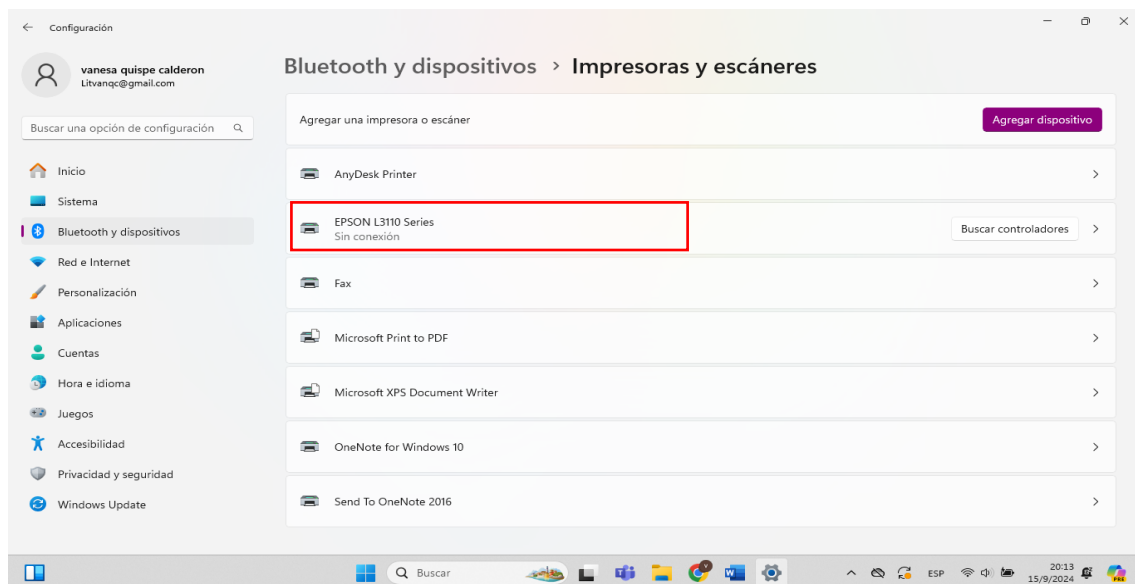 Configuración
vanesa quispe calderon
Litvanqc@gmail.com
Buscar una opción de configuración
Inicio
Sistema
Bluetooth y dispositivos
Red e Internet
Personalización
Aplicaciones
Cuentas
Hora e idioma
Juegos
Accesibilidad
Privacidad y seguridad
Windows Update
Bluetooth y dispositivos > Impresoras y escáneres
Agregar una impresora o escáner
Agregar dispositivo
AnyDesk Printer
EPSON L3110 Series
Sin conexión
Buscar controladores
Fax
Microsoft Print to PDF
Microsoft XPS Document Writer
OneNote for Windows 10
Send To OneNote 2016
Buscar
ESP
20:13
15/9/2024